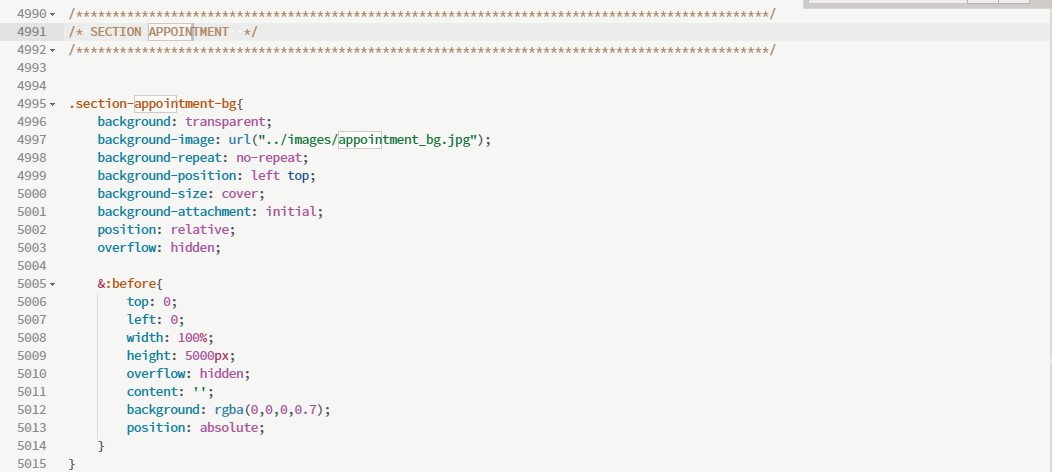 4990 /***********************************************************************************************/
4991 /* SECTION APPOINTMENT  */
4992 /***********************************************************************************************/
4993
4994
4995 .section-appointment-bg{
4996     background: transparent;
4997     background-image: url("../images/appointment_bg.jpg");
4998     background-repeat: no-repeat;
4999     background-position: left top;
5000     background-size: cover;
5001     background-attachment: initial;
5002     position: relative;
5003     overflow: hidden;
5004
5005     &:before{
5006         top: 0;
5007         left: 0;
5008         width: 100%;
5009         height: 5000px;
5010         overflow: hidden;
5011         content: '';
5012         background: rgba(0,0,0,0.7);
5013         position: absolute;
5014     }
5015 }